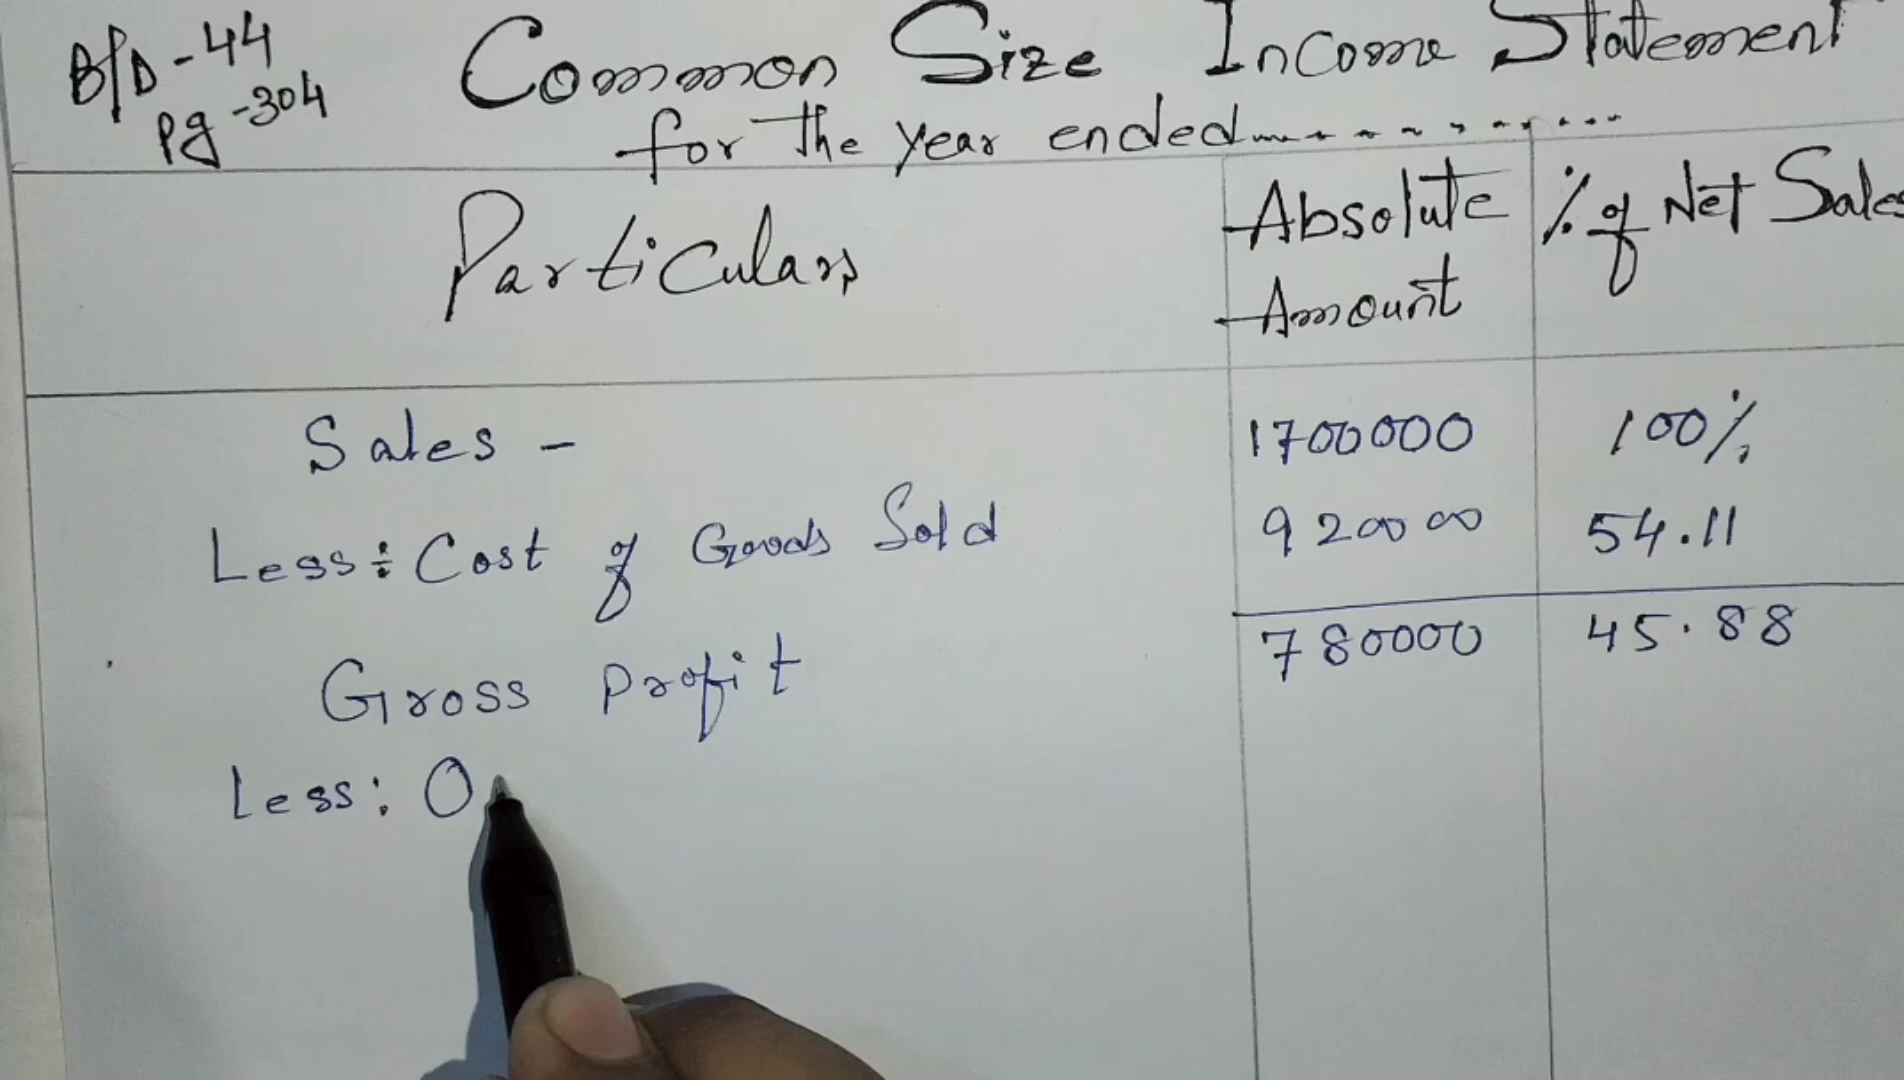 B/D-44
Pg-304
Common Size Income Statement
for the year ended............
Particulars
Absolute Amount
% of Net Sales
Sales - 1700000 100%
Less: Cost of Goods Sold 920000 54.11
Gross Profit 780000 45.88
Less: O